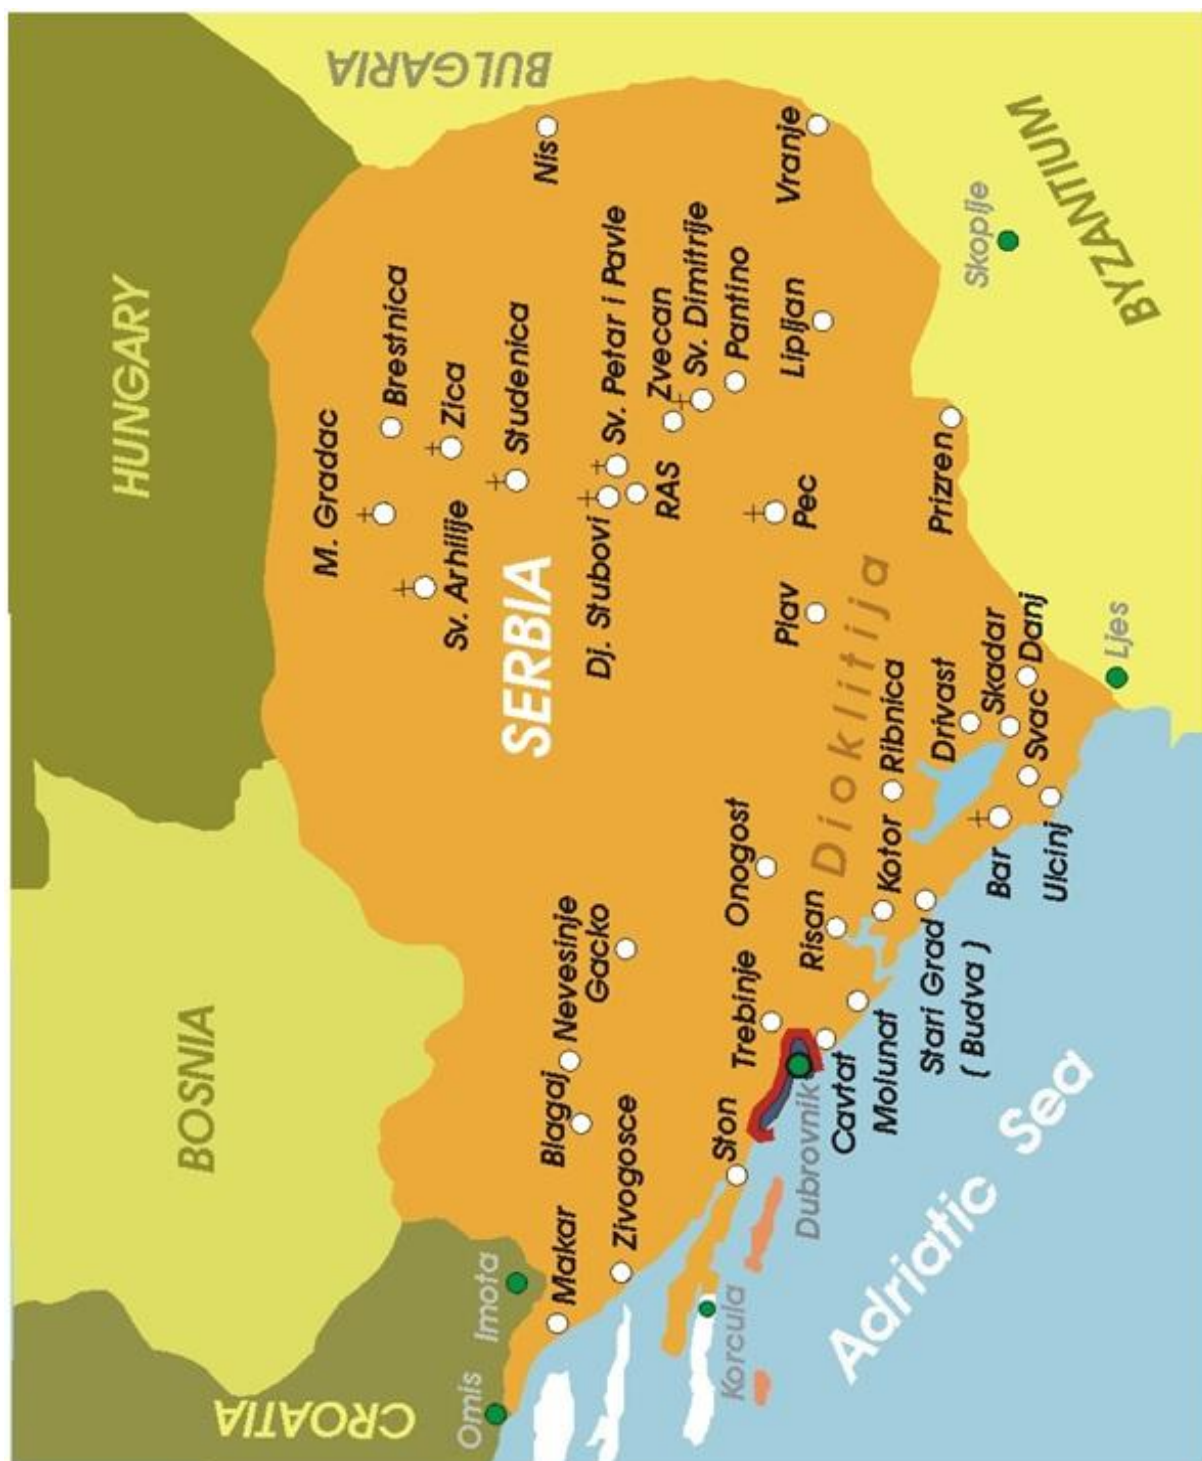 HUNGARY
BULGARIA
BOSNIA
CROATIA
BYZANTIUM
SERBIA
Dioklitija
Adriatic Sea
M. Gradac
Brestnica
Zica
Sv. Arhilije
Studenica
Nis
Dj. Stubovi
Sv. Petar i Pavle
RAS
Zvecan
Sv. Dimitrije
Pantino
Vranje
Lipljan
Skoplje
Pec
Plav
Prizren
Omis
Imota
Makar
Zivogosce
Blagaj
Nevesinje
Gacko
Ston
Trebinje
Onogost
Dubrovnik
Cavtat
Molunat
Risan
Kotor
Ribnica
Stari Grad
( Budva )
Drivast
Skadar
Danj
Svac
Bar
Ulcinj
Ljes
Korcula